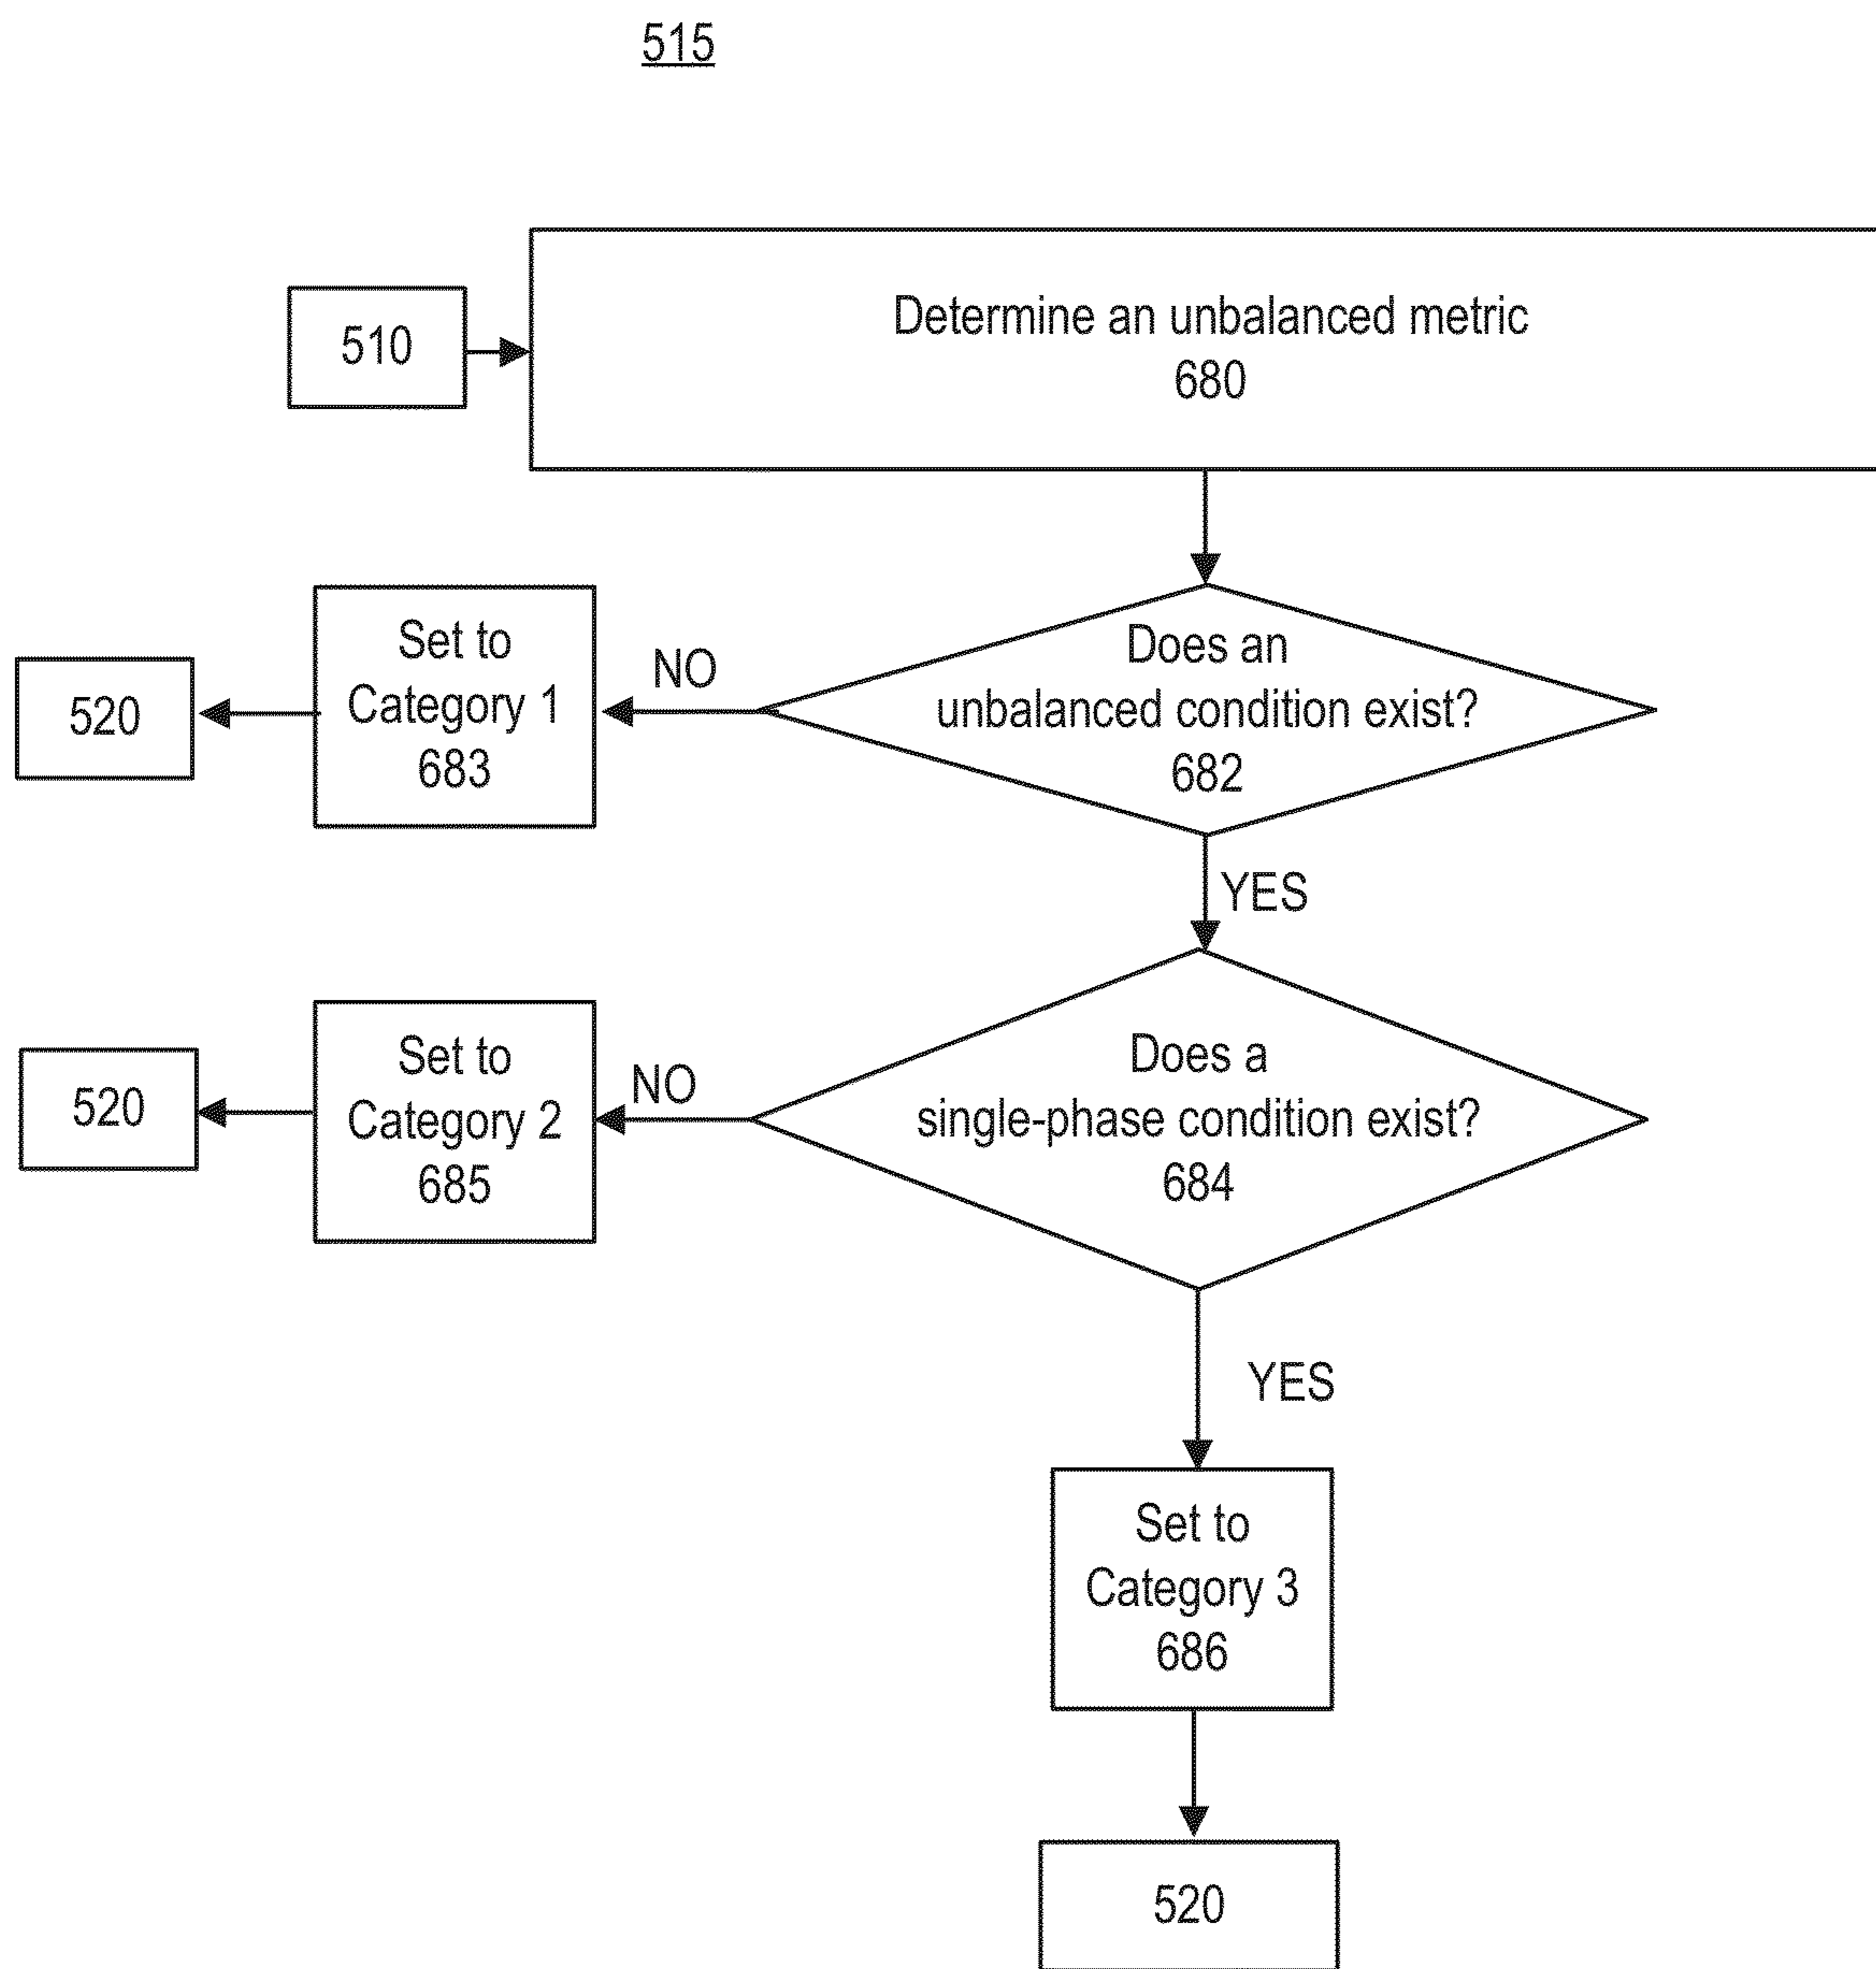 515
510
Determine an unbalanced metric
680
Does an
unbalanced condition exist?
682
NO
Set to
Category 1
683
520
YES
Does a
single-phase condition exist?
684
NO
Set to
Category 2
685
520
YES
Set to
Category 3
686
520